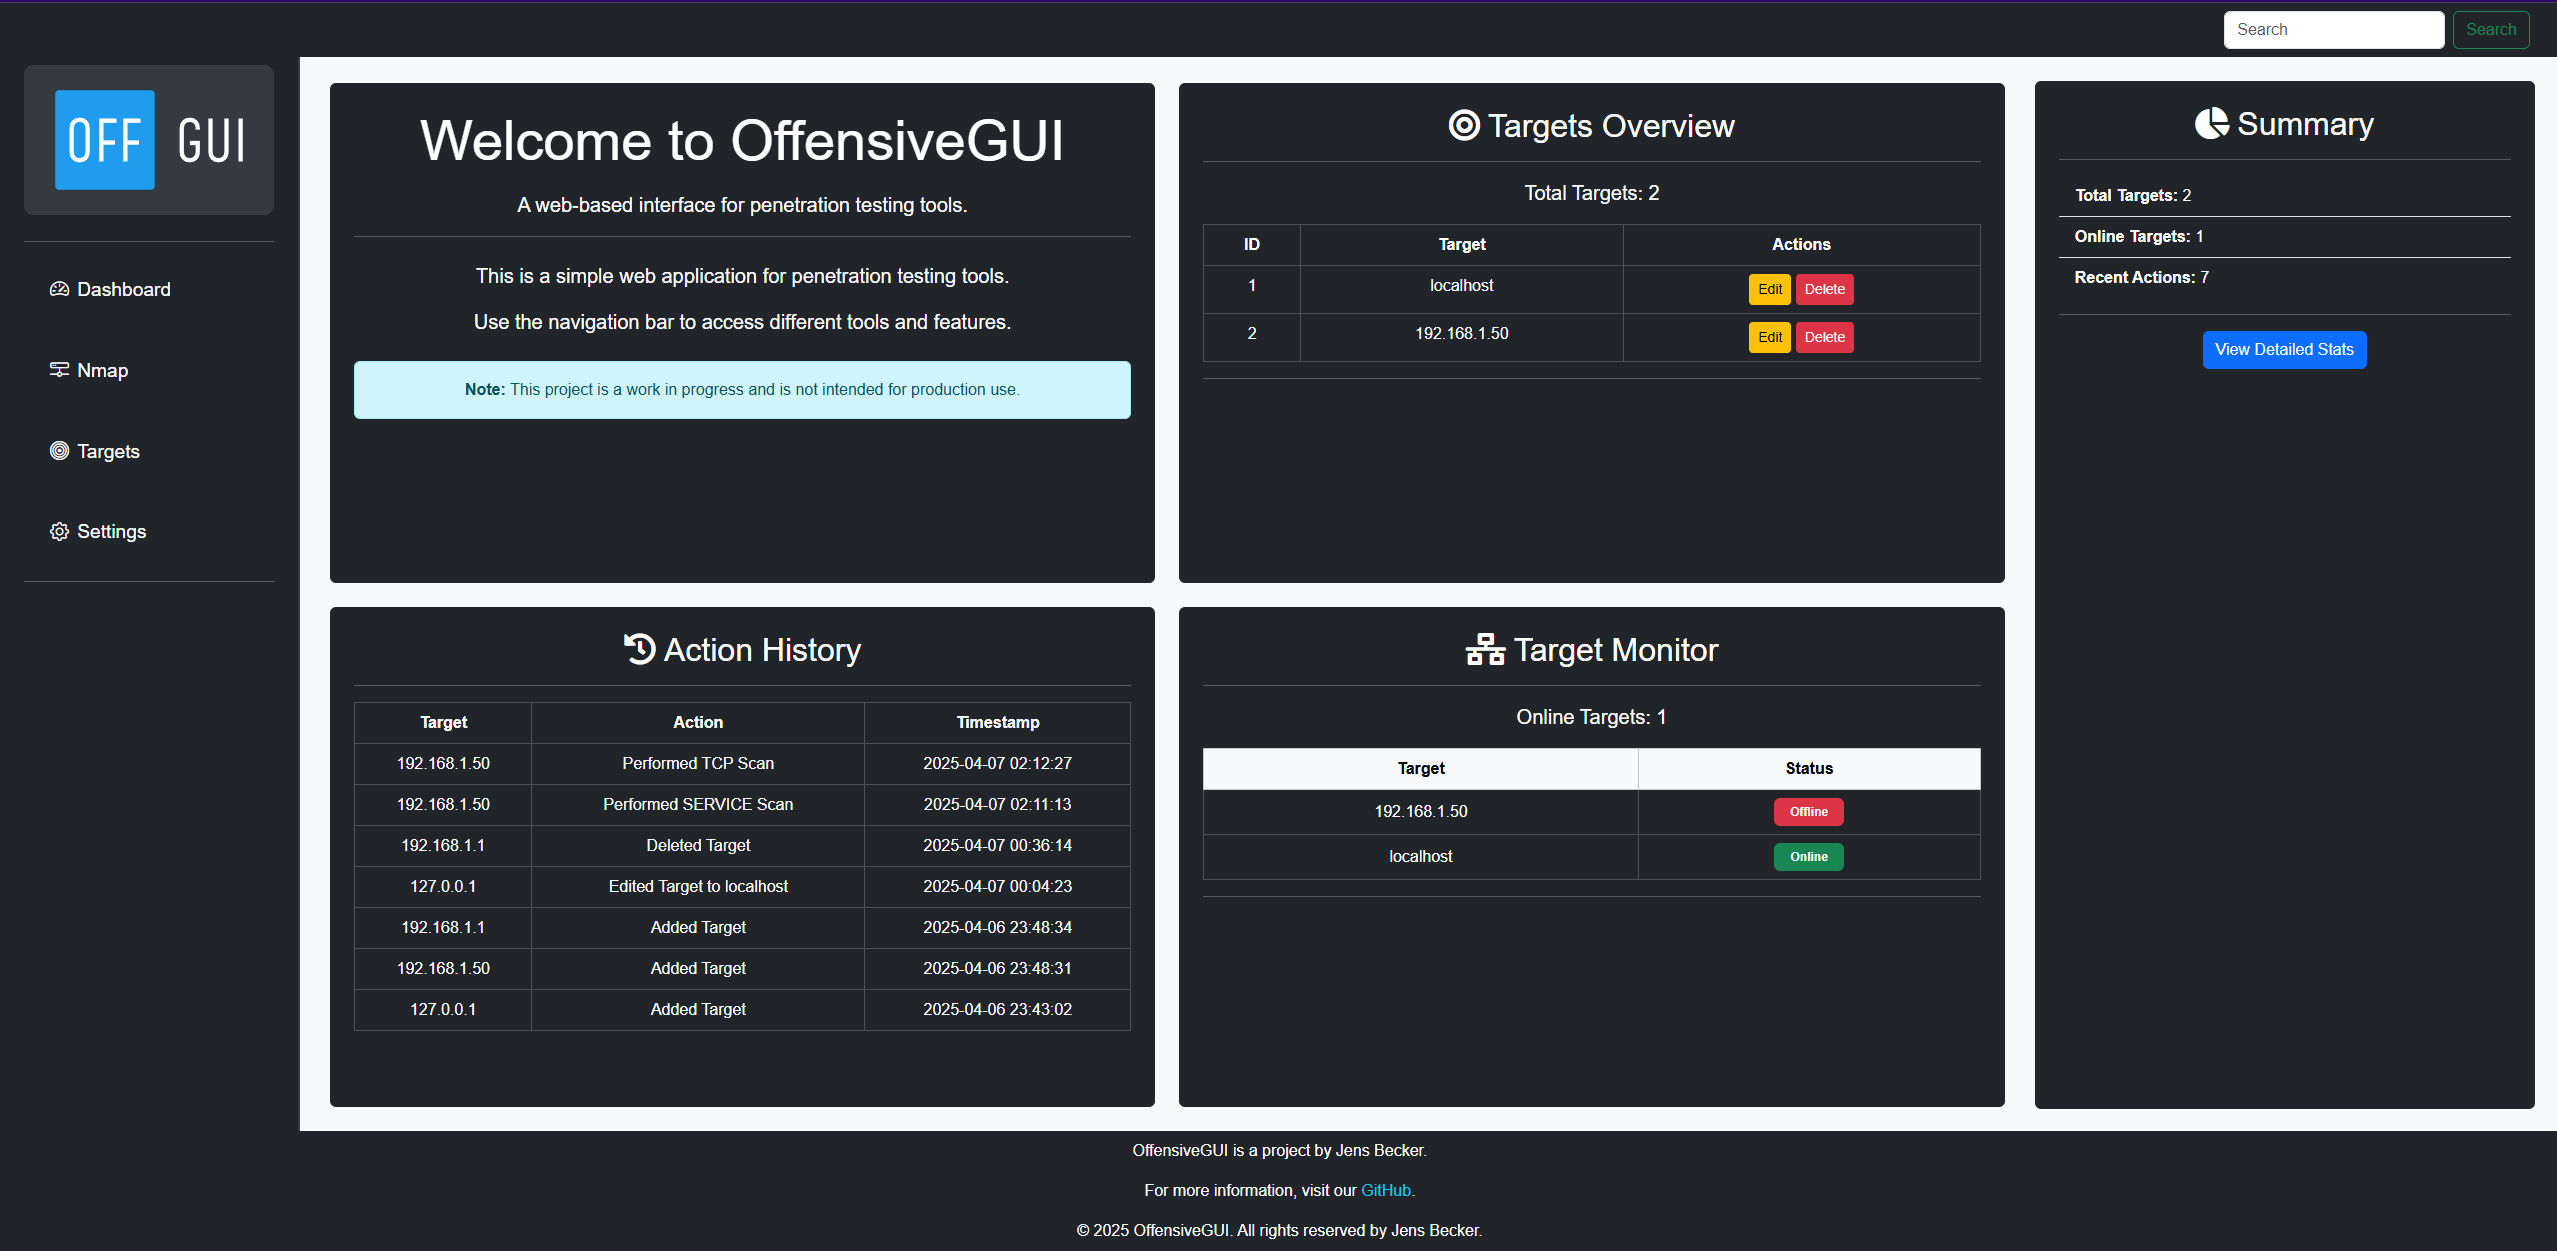 Search Search
OFF GUI
Dashboard
Nmap
Targets
Settings
Welcome to OffensiveGUI
A web-based interface for penetration testing tools.
This is a simple web application for penetration testing tools.
Use the navigation bar to access different tools and features.
Note: This project is a work in progress and is not intended for production use.
Targets Overview
Total Targets: 2
ID Target Actions
1 localhost Edit Delete
2 192.168.1.50 Edit Delete
Summary
Total Targets: 2
Online Targets: 1
Recent Actions: 7
View Detailed Stats
Action History
Target Action Timestamp
192.168.1.50 Performed TCP Scan 2025-04-07 02:12:27
192.168.1.50 Performed SERVICE Scan 2025-04-07 02:11:13
192.168.1.1 Deleted Target 2025-04-07 00:36:14
127.0.0.1 Edited Target to localhost 2025-04-07 00:04:23
192.168.1.1 Added Target 2025-04-06 23:48:34
192.168.1.50 Added Target 2025-04-06 23:48:31
127.0.0.1 Added Target 2025-04-06 23:43:02
Target Monitor
Online Targets: 1
Target Status
192.168.1.50 Offline
localhost Online
OffensiveGUI is a project by Jens Becker.
For more information, visit our GitHub.
© 2025 OffensiveGUI. All rights reserved by Jens Becker.